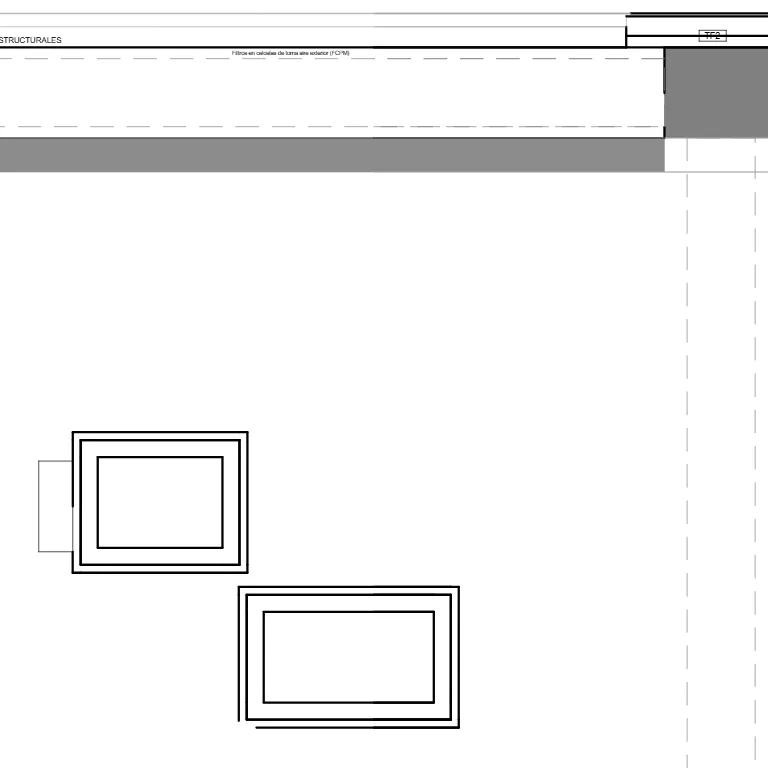 TF2
STRUCTURALES
Filtros en celosías de toma aire exterior (FCPM)